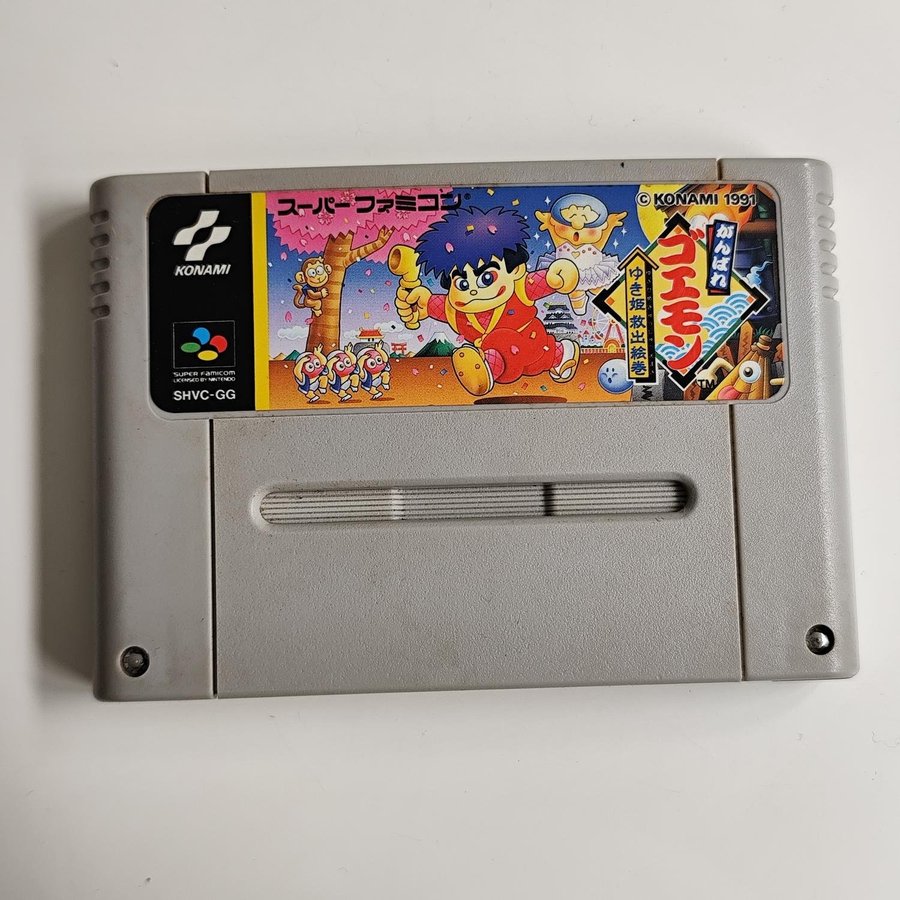 スーパーファミコン®
© KONAMI 1991
KONAMI
SUPER FAMICOM
LICENSED BY NINTENDO
SHVC-GG
がんばれ
ゴエモン
ゆき姫救出絵巻
TM